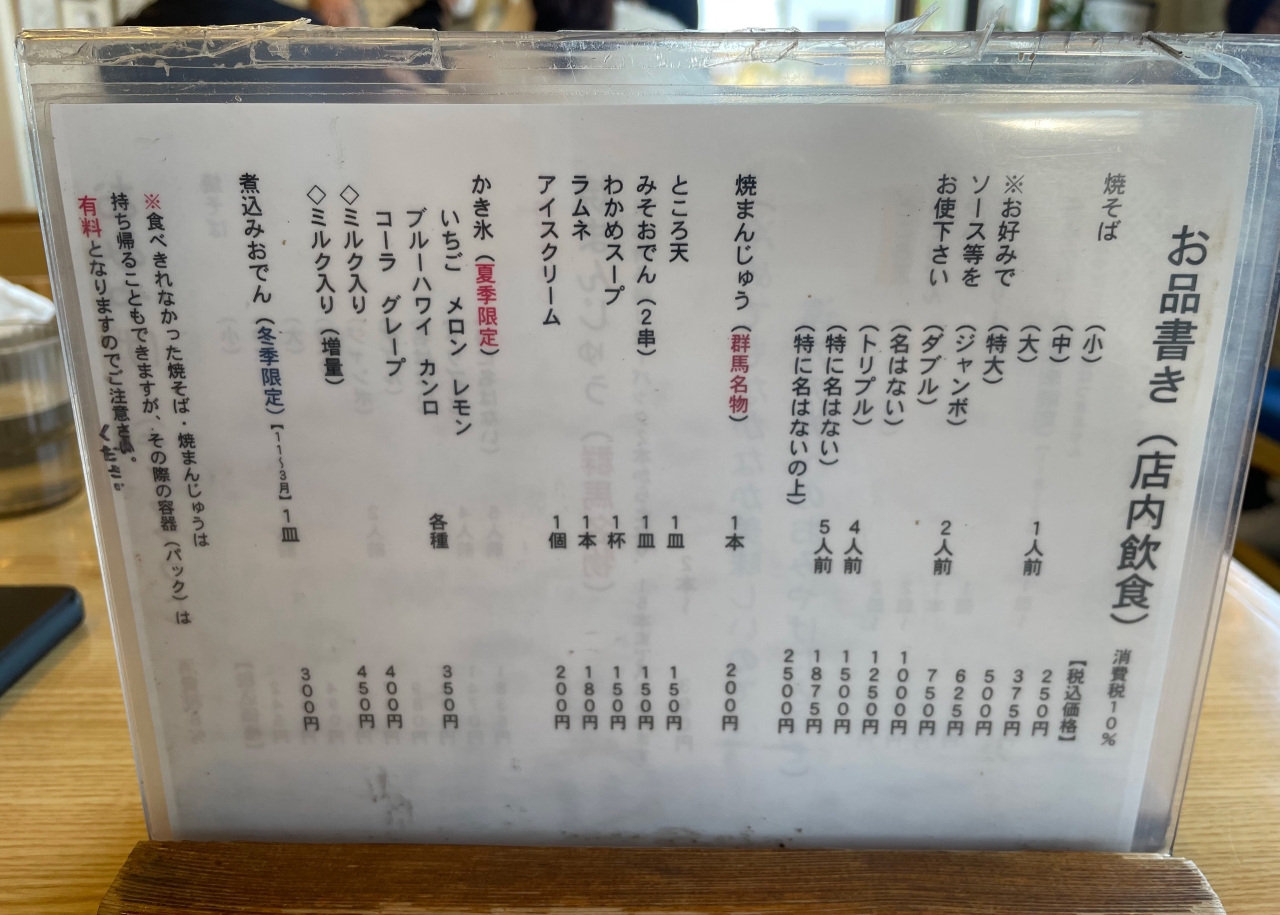 お品書き（店内飲食）消費税10％
【税込価格】
焼そば （小） 250円
（中） 1人前 375円
（大） 500円
※お好みで （特大） 625円
ソース等を （ジャンボ） 2人前 750円
お使下さい （ダブル） 1000円
（名はない） 1250円
（トリプル） 4人前 1500円
（特に名はない） 5人前 1875円
（特に名はないの上） 2500円
焼まんじゅう（群馬名物） 1本 200円
ところ天 1皿 150円
みそおでん（2串） 1皿 150円
わかめスープ 1杯 150円
ラムネ 1本 180円
アイスクリーム 1個 200円
かき氷（夏季限定）
いちご メロン レモン 各種 350円
ブルーハワイ カンロ
コーラ グレープ
◇ミルク入り 400円
◇ミルク入り（増量） 450円
煮込みおでん（冬季限定）【11～3月】1皿 300円
※食べきれなかった焼そば・焼まんじゅうは
持ち帰ることもできますが、その際の容器（パック）は
有料となりますのでご注意ください。